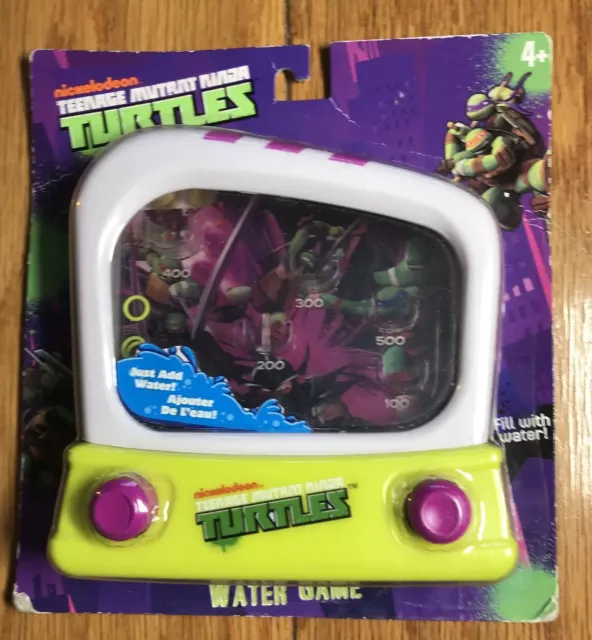 nickelodeon
TEENAGE MUTANT NINJA
TURTLES
4+
400
300
500
200
100
Just Add
Water!
Ajouter
De L'eau!
Fill with
water!
nickelodeon
TEENAGE MUTANT NINJA
TURTLES™
WATER GAME